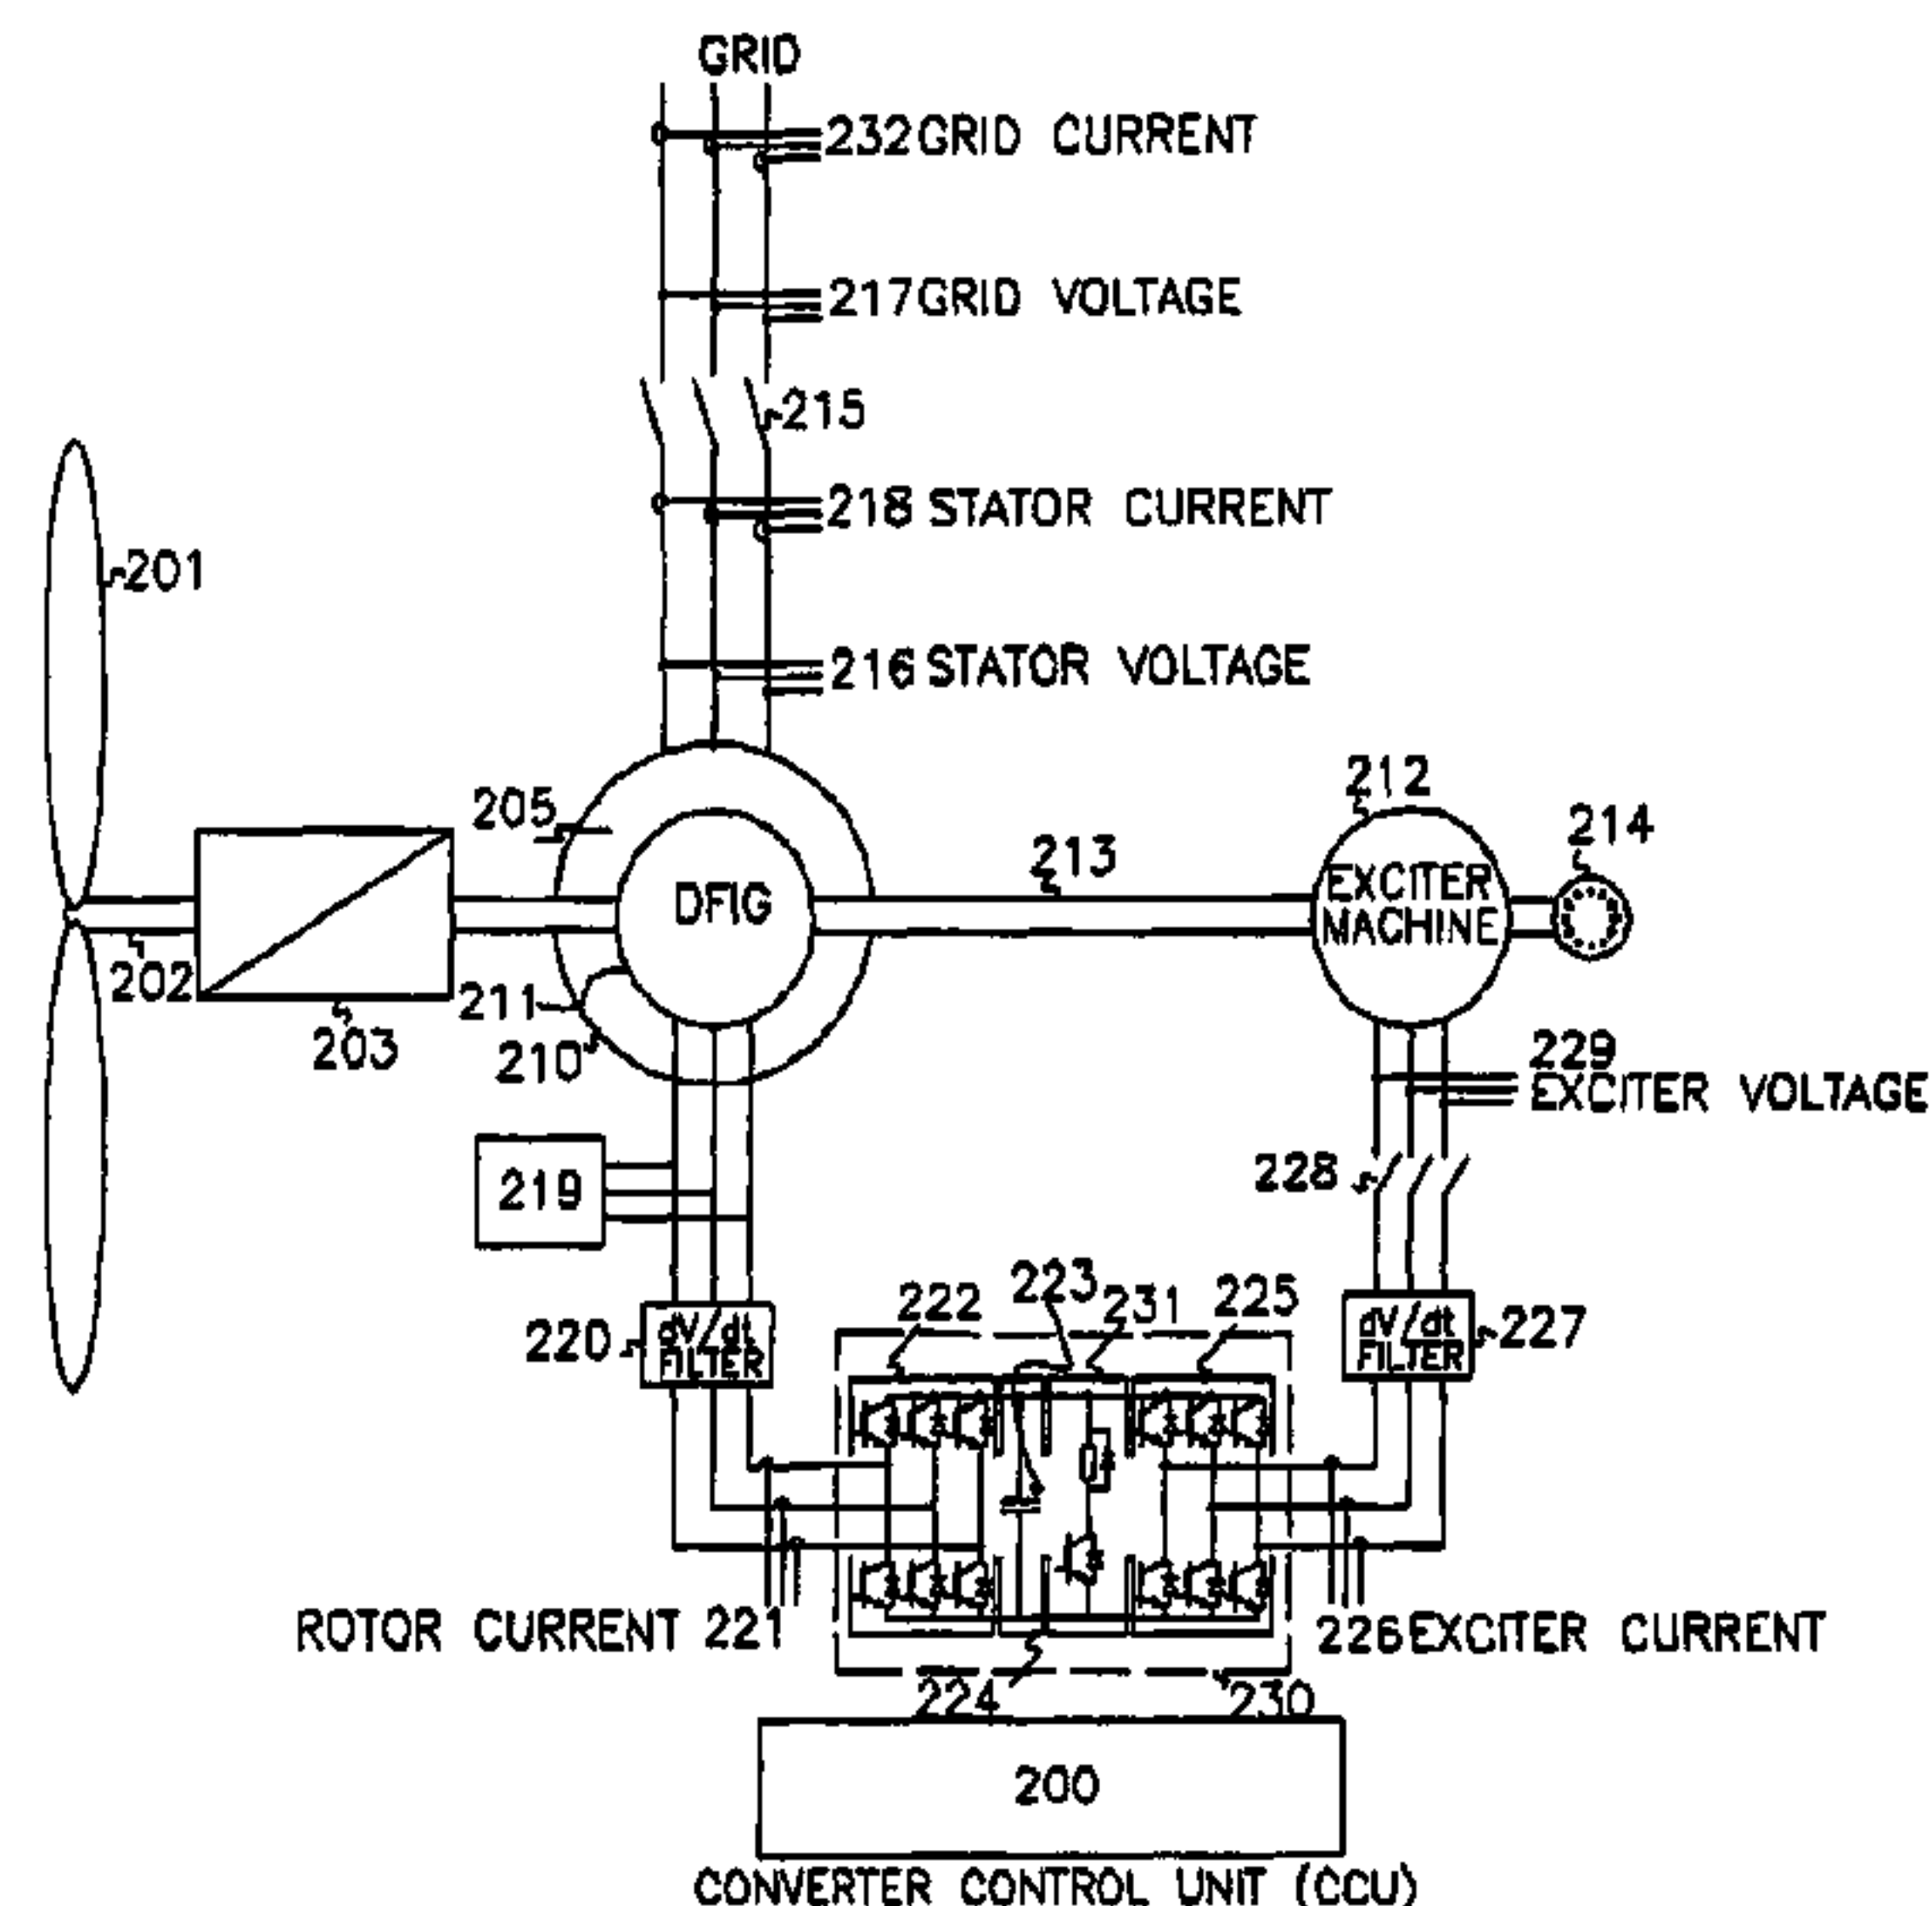 GRID
232 GRID CURRENT
217 GRID VOLTAGE
215
218 STATOR CURRENT
201
216 STATOR VOLTAGE
212
205
214
213
DFIG
EXCITER
MACHINE
202
211
203
210
229
EXCITER VOLTAGE
228
219
223
222
231
225
220
dV/dt
FILTER
dV/dt
FILTER
227
ROTOR CURRENT 221
226 EXCITER CURRENT
224
230
200
CONVERTER CONTROL UNIT (CCU)